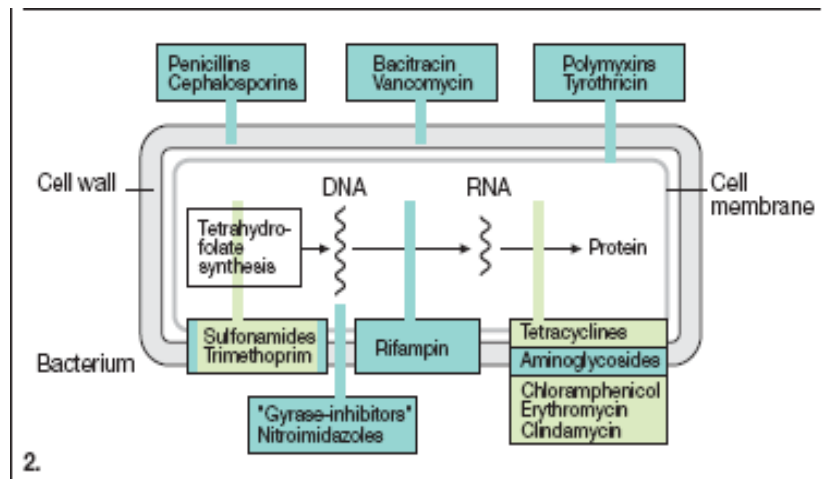 Penicillins
Cephalosporins
Bacitracin
Vancomycin
Polymyxins
Tyrothricin
Cell wall
DNA
RNA
Cell
membrane
Tetrahydro-
folate
synthesis
Protein
Bacterium
Sulfonamides
Trimethoprim
Rifampin
Tetracyclines
Aminoglycosides
Chloramphenicol
Erythromycin
Clindamycin
"Gyrase-inhibitors"
Nitroimidazoles
2.